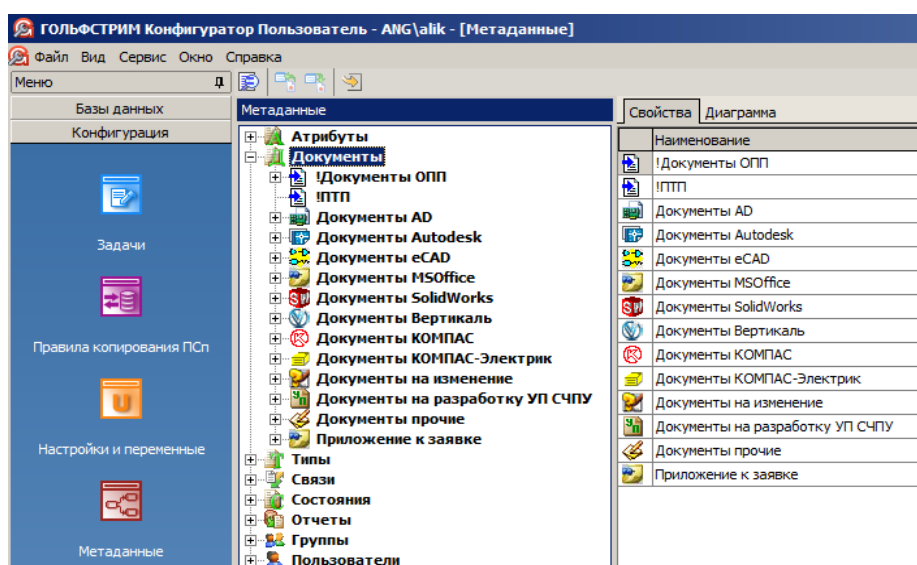 ГОЛЬФСТРИМ Конфигуратор Пользователь - ANG\alik - [Метаданные]
Файл Вид Сервис Окно Справка
Меню
Базы данных
Конфигурация
Задачи
Правила копирования ПСп
Настройки и переменные
Метаданные
Метаданные
Атрибуты
Документы
!Документы ОПП
!ПТП
Документы AD
Документы Autodesk
Документы eCAD
Документы MSOffice
Документы SolidWorks
Документы Вертикаль
Документы КОМПАС
Документы КОМПАС-Электрик
Документы на изменение
Документы на разработку УП СЧПУ
Документы прочие
Приложение к заявке
Типы
Связи
Состояния
Отчеты
Группы
Пользователи
Свойства Диаграмма
Наименование
!Документы ОПП
!ПТП
Документы AD
Документы Autodesk
Документы eCAD
Документы MSOffice
Документы SolidWorks
Документы Вертикаль
Документы КОМПАС
Документы КОМПАС-Электрик
Документы на изменение
Документы на разработку УП СЧПУ
Документы прочие
Приложение к заявке